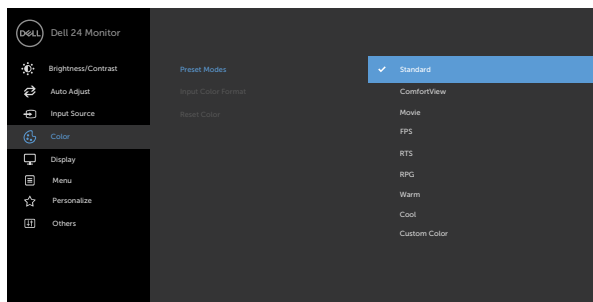 DELL
Dell 24 Monitor
Brightness/Contrast
Auto Adjust
Input Source
Color
Display
Menu
Personalize
Others
Preset Modes
Input Color Format
Reset Color
Standard
ComfortView
Movie
FPS
RTS
RPG
Warm
Cool
Custom Color